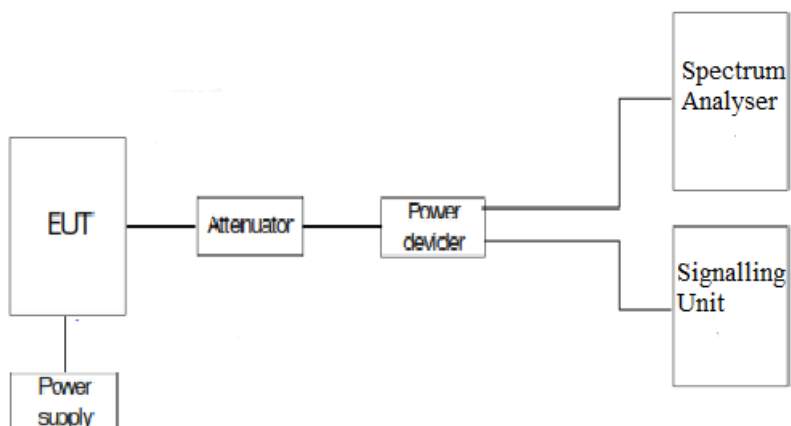 Spectrum
Analyser
EUT
Attenuator
Power
devider
Signalling
Unit
Power
supply